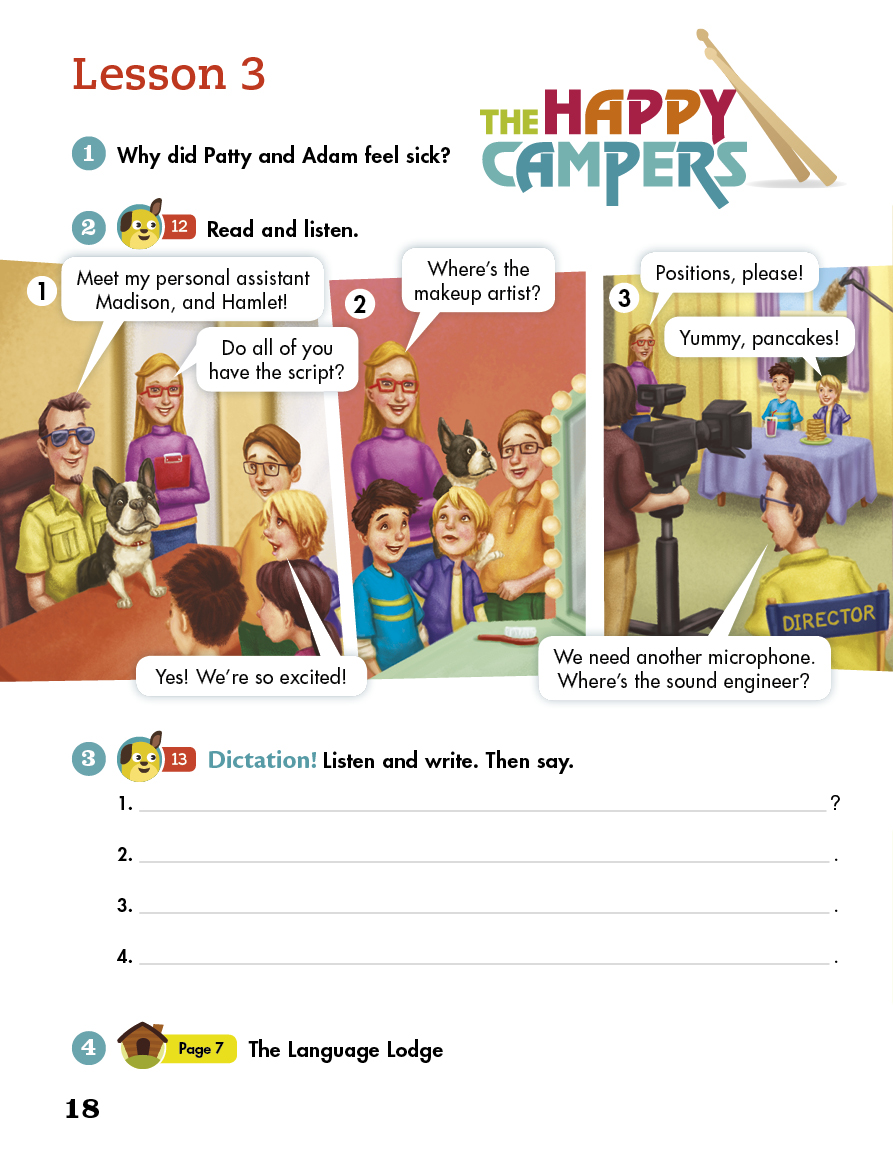 Lesson 3
THE HAPPY
CAMPERS
1 Why did Patty and Adam feel sick?
2 12 Read and listen.
1
Meet my personal assistant
Madison, and Hamlet!
Do all of you
have the script?
Yes! We're so excited!
2
Where's the
makeup artist?
3
Positions, please!
Yummy, pancakes!
DIRECTOR
We need another microphone.
Where's the sound engineer?
3 13 Dictation! Listen and write. Then say.
1. ?
2. .
3. .
4. .
4 Page 7 The Language Lodge
18